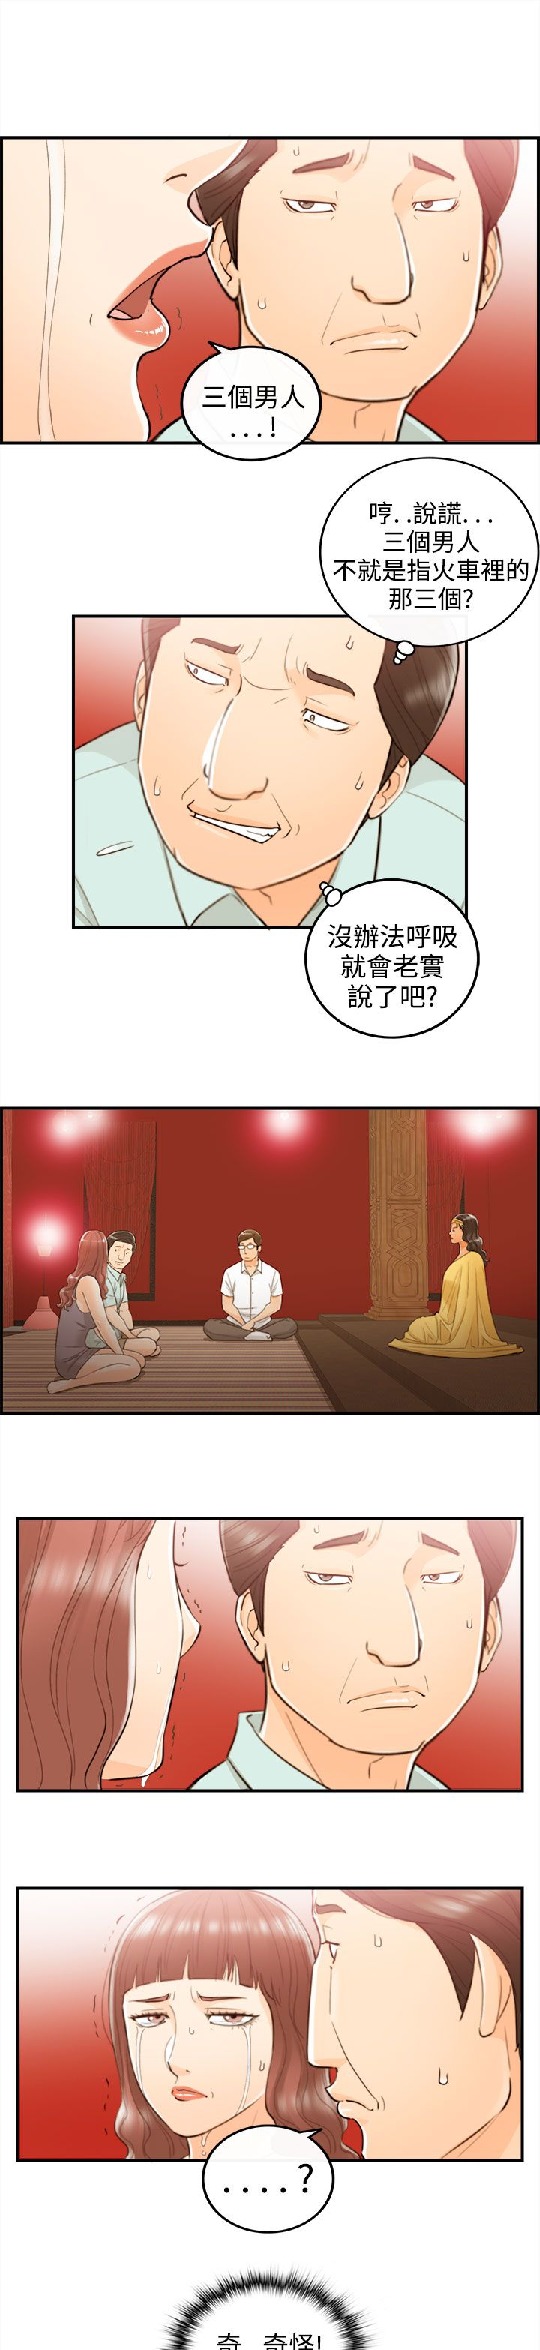 三個男人
...!
哼..說謊...
三個男人
不就是指火車裡的
那三個?
沒辦法呼吸
就會老實
說了吧?
....?
奇...奇怪!